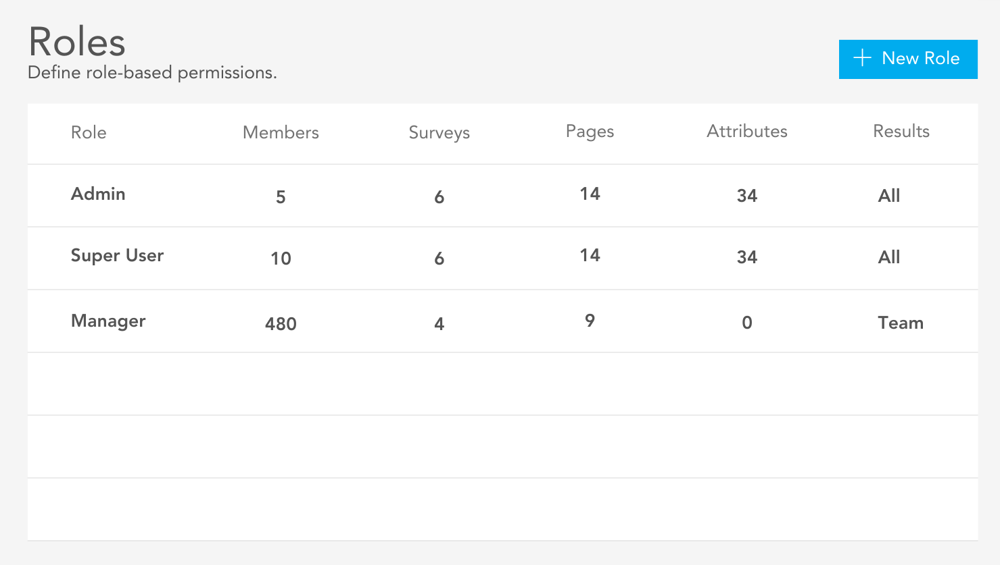 Roles
Define role-based permissions.
New Role
Role Members Surveys Pages Attributes Results
Admin 5 6 14 34 All
Super User 10 6 14 34 All
Manager 480 4 9 0 Team